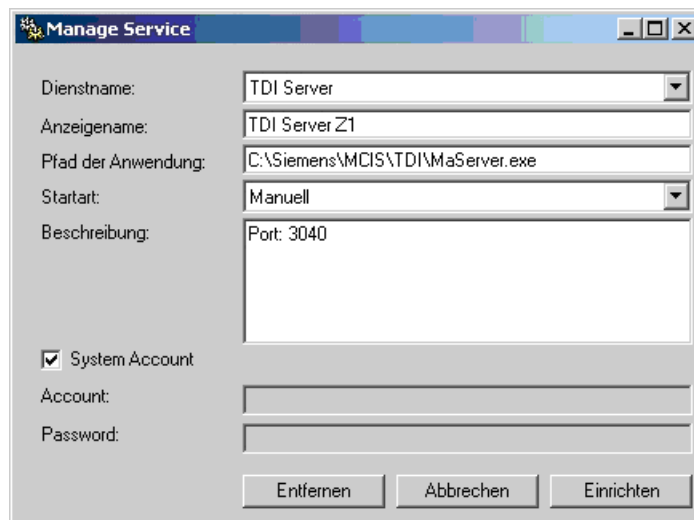 Manage Service
Dienstname: TDI Server
Anzeigename: TDI Server Z1
Pfad der Anwendung: C:\Siemens\MCIS\TDI\MaServer.exe
Startart: Manuell
Beschreibung: Port: 3040
System Account
Account:
Password:
Entfernen Abbrechen Einrichten